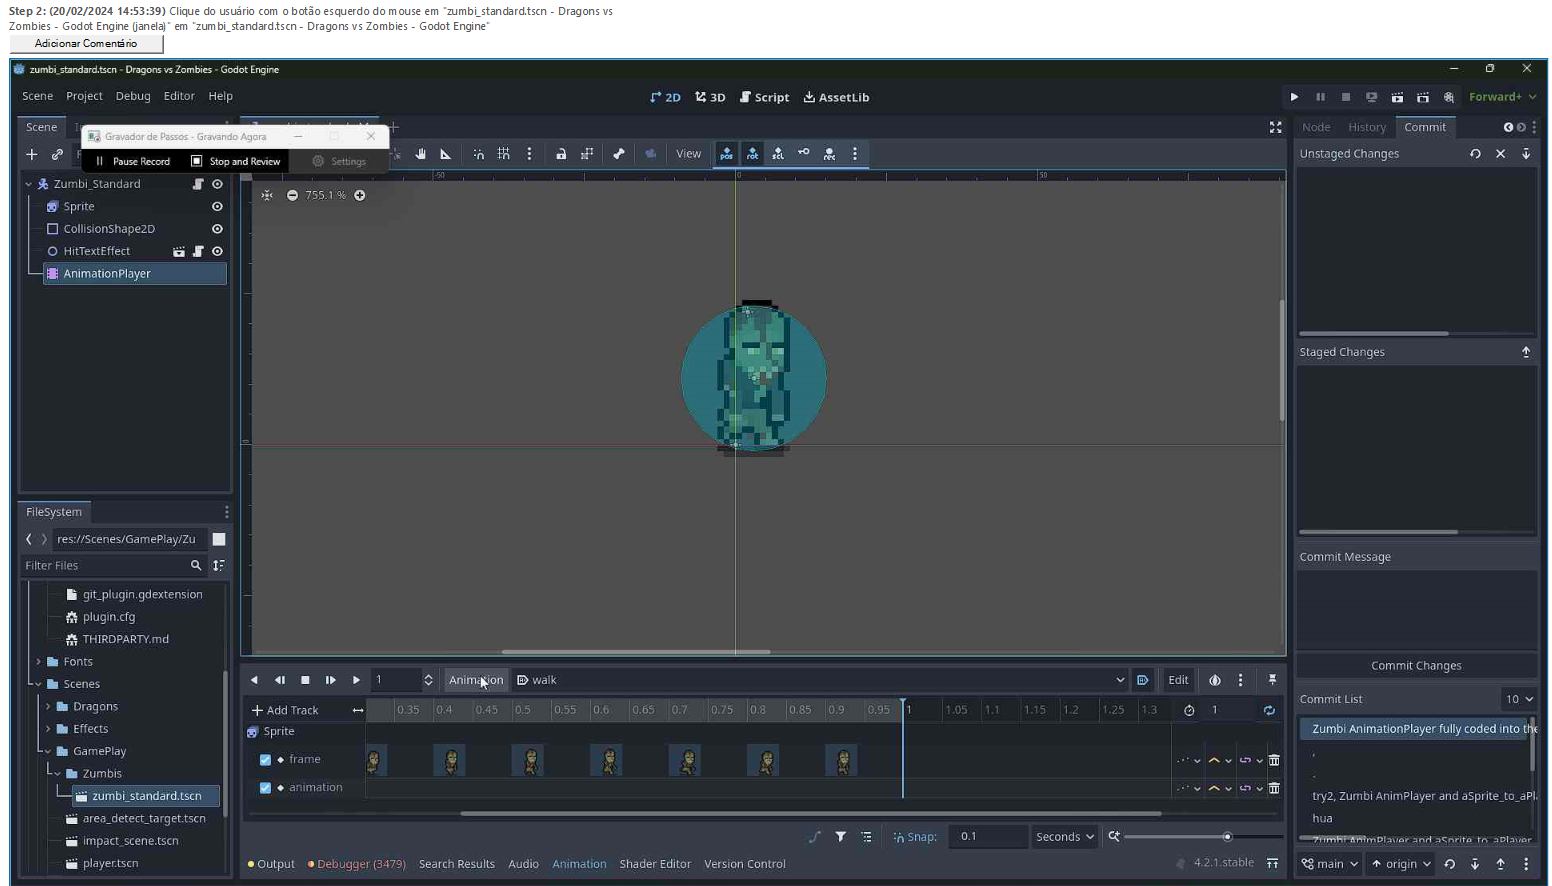 Step 2: (20/02/2024 14:53:39) Clique do usuário com o botão esquerdo do mouse em "zumbi_standard.tscn - Dragons vs
Zombies - Godot Engine (janela)" em "zumbi_standard.tscn - Dragons vs Zombies - Godot Engine"
Adicionar Comentário
zumbi_standard.tscn - Dragons vs Zombies - Godot Engine
Scene Project Debug Editor Help
2D 3D Script AssetLib
Forward+
Scene
Gravador de Passos - Gravando Agora
Pause Record Stop and Review Settings
View
pos rot scl rec
Node History Commit
Unstaged Changes
Zumbi_Standard
Sprite
CollisionShape2D
HitTextEffect
AnimationPlayer
-50 0 50
755.1 %
Staged Changes
Commit Message
Commit Changes
Commit List 10
Zumbi AnimationPlayer fully coded into the
,
.
try2, Zumbi AnimPlayer and aSprite_to_aPl
hua
Zumbi AnimPlayer and aSprite_to_aPlayer
main origin
FileSystem
res://Scenes/GamePlay/Zu
Filter Files
git_plugin.gdextension
plugin.cfg
THIRDPARTY.md
Fonts
Scenes
Dragons
Effects
GamePlay
Zumbis
zumbi_standard.tscn
area_detect_target.tscn
impact_scene.tscn
player.tscn
1 Animation walk Edit
Add Track 0.35 0.4 0.45 0.5 0.55 0.6 0.65 0.7 0.75 0.8 0.85 0.9 0.95 1 1.05 1.1 1.15 1.2 1.25 1.3 1
Sprite
frame
animation
Snap: 0.1 Seconds
Output Debugger (3479) Search Results Audio Animation Shader Editor Version Control 4.2.1.stable